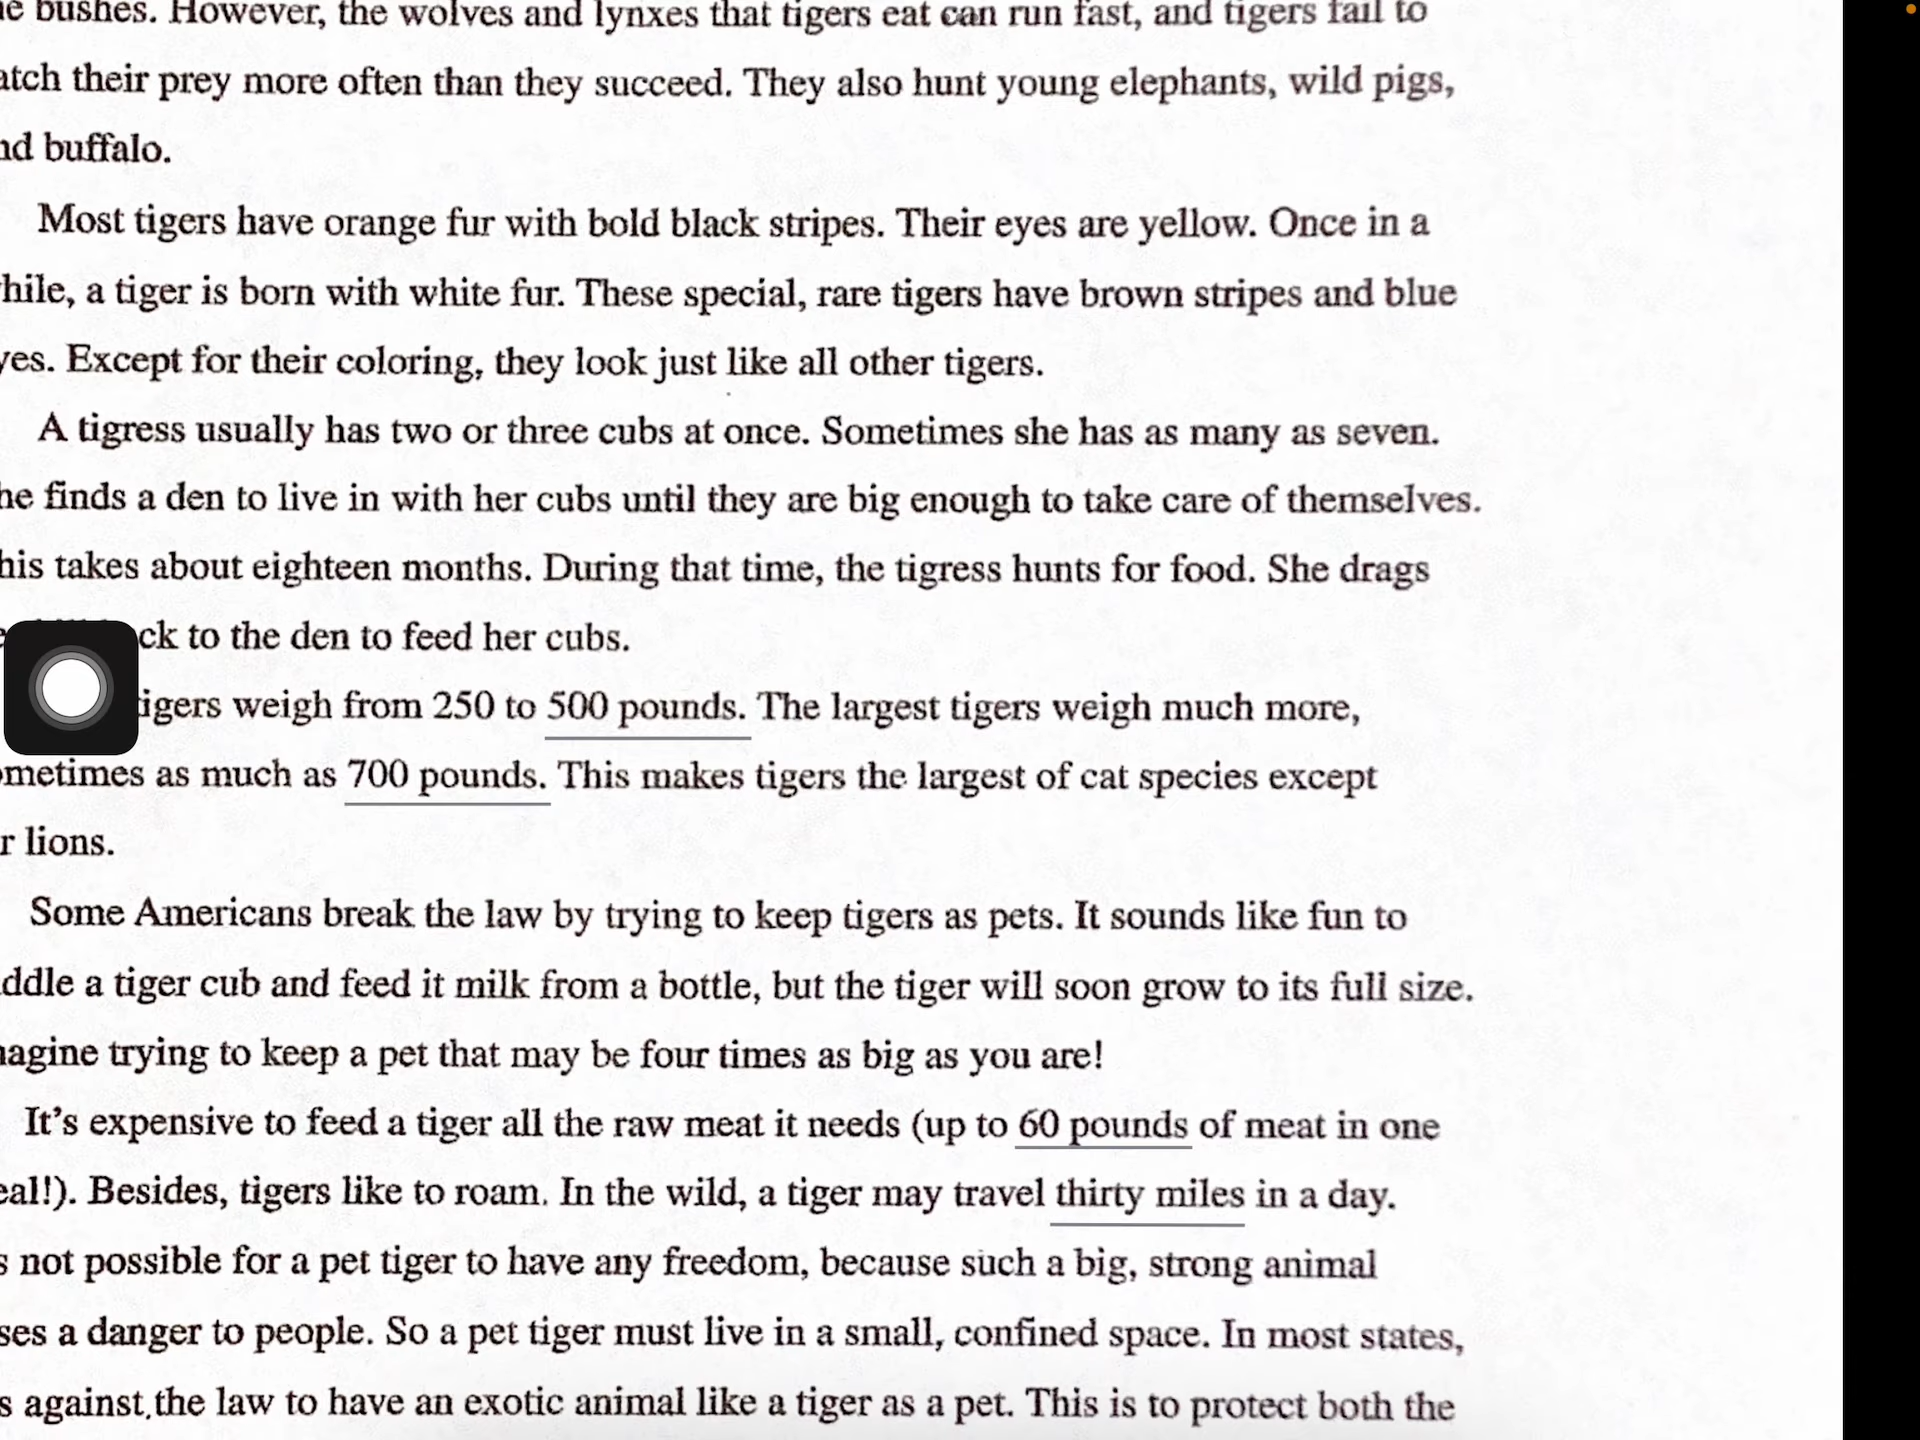 bushes. However, the wolves and lynxes that tigers eat can run fast, and tigers fail to
their prey more often than they succeed. They also hunt young elephants, wild pigs,
buffalo.
Most tigers have orange fur with bold black stripes. Their eyes are yellow. Once in a
hile, a tiger is born with white fur. These special, rare tigers have brown stripes and blue
yes. Except for their coloring, they look just like all other tigers.
A tigress usually has two or three cubs at once. Sometimes she has as many as seven.
he finds a den to live in with her cubs until they are big enough to take care of themselves.
his takes about eighteen months. During that time, the tigress hunts for food. She drags
ck to the den to feed her cubs.
igers weigh from 250 to 500 pounds. The largest tigers weigh much more,
ometimes as much as 700 pounds. This makes tigers the largest of cat species except
r lions.
Some Americans break the law by trying to keep tigers as pets. It sounds like fun to
ddle a tiger cub and feed it milk from a bottle, but the tiger will soon grow to its full size.
agine trying to keep a pet that may be four times as big as you are!
It's expensive to feed a tiger all the raw meat it needs (up to 60 pounds of meat in one
eal!). Besides, tigers like to roam. In the wild, a tiger may travel thirty miles in a day.
s not possible for a pet tiger to have any freedom, because such a big, strong animal
ses a danger to people. So a pet tiger must live in a small, confined space. In most states,
s against the law to have an exotic animal like a tiger as a pet. This is to protect both the